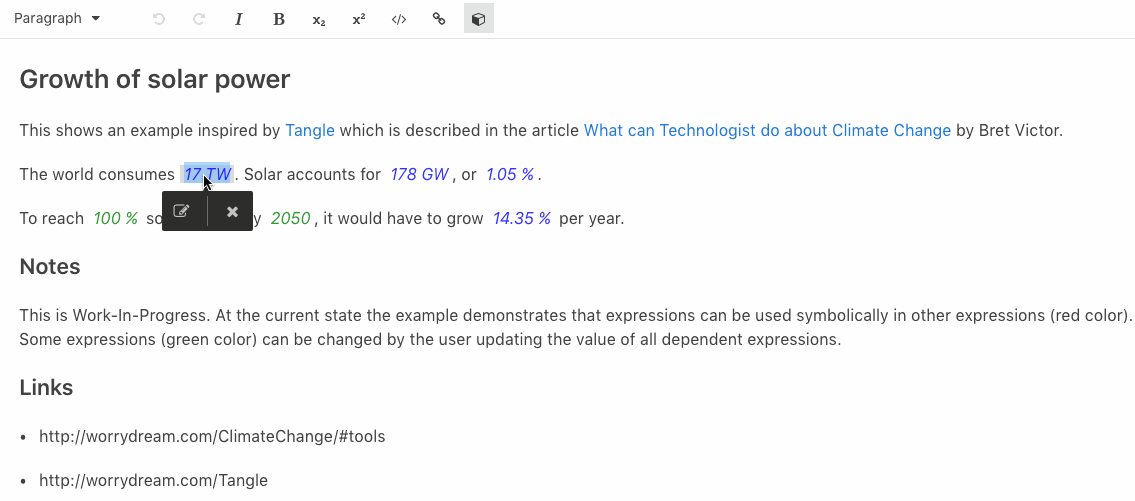 Paragraph I B x₂ x² </>
Growth of solar power
This shows an example inspired by Tangle which is described in the article What can Technologist do about Climate Change by Bret Victor.
The world consumes 17 TW. Solar accounts for 178 GW, or 1.05 %.
To reach 100 % so y 2050, it would have to grow 14.35 % per year.
Notes
This is Work-In-Progress. At the current state the example demonstrates that expressions can be used symbolically in other expressions (red color).
Some expressions (green color) can be changed by the user updating the value of all dependent expressions.
Links
• http://worrydream.com/ClimateChange/#tools
• http://worrydream.com/Tangle